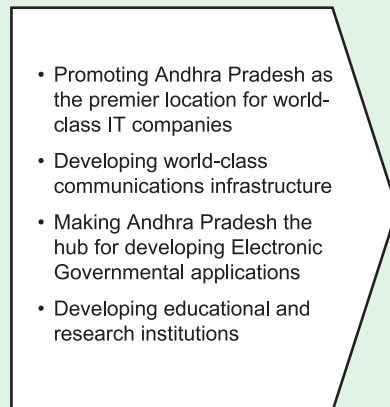 • Promoting Andhra Pradesh as
the premier location for world-
class IT companies
• Developing world-class
communications infrastructure
• Making Andhra Pradesh the
hub for developing Electronic
Governmental applications
• Developing educational and
research institutions